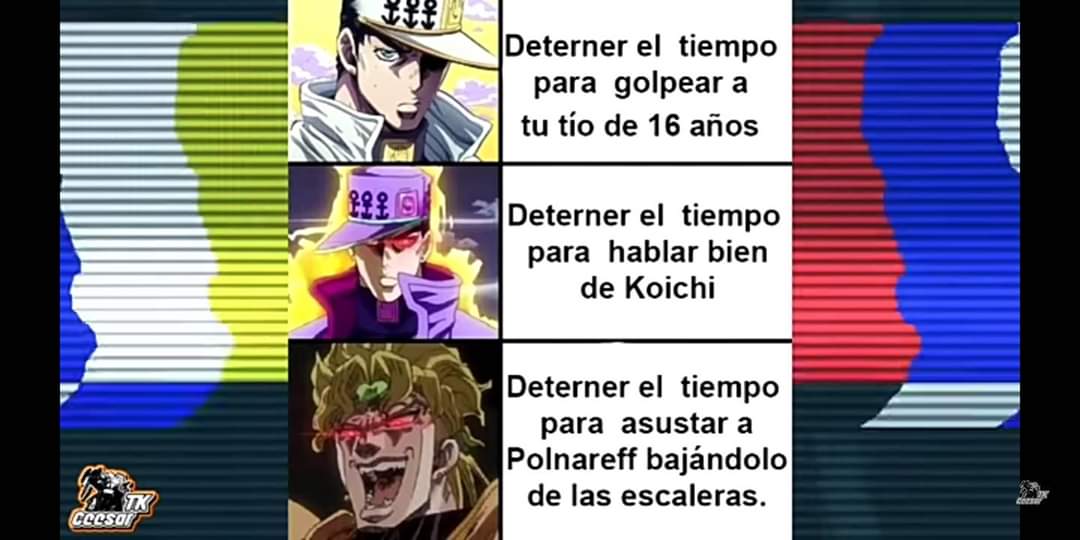 Deterner el tiempo
para golpear a
tu tío de 16 años
Deterner el tiempo
para hablar bien
de Koichi
Deterner el tiempo
para asustar a
Polnareff bajándolo
de las escaleras.
TK
Ceesar